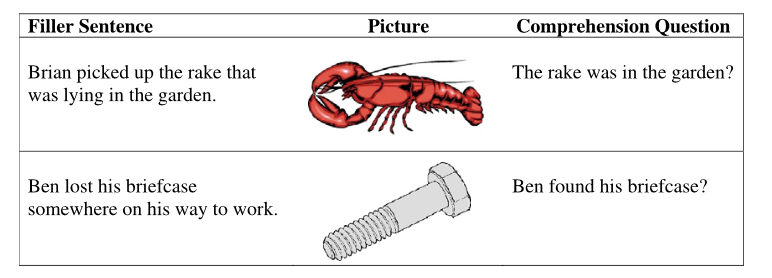 Filler Sentence Picture Comprehension Question
Brian picked up the rake that
was lying in the garden.
The rake was in the garden?
Ben lost his briefcase
somewhere on his way to work.
Ben found his briefcase?